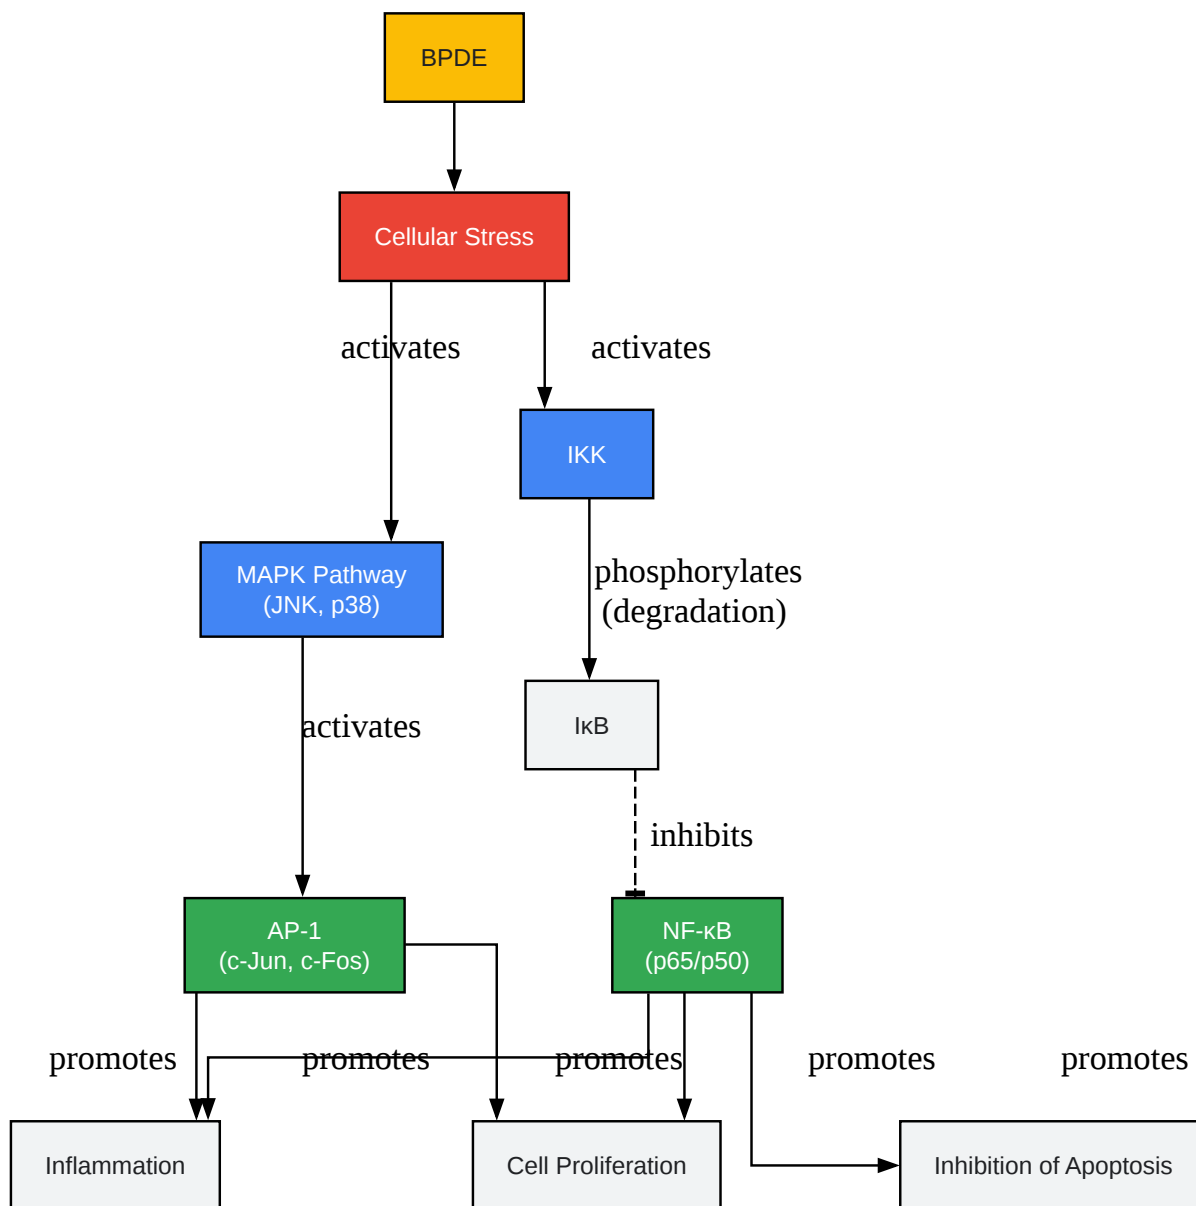 BPDE
Cellular Stress
activates
activates
IKK
phosphorylates
(degradation)
MAPK Pathway
(JNK, p38)
activates
IκB
inhibits
AP-1
(c-Jun, c-Fos)
NF-κB
(p65/p50)
promotes
promotes
promotes
promotes
promotes
Inflammation
Cell Proliferation
Inhibition of Apoptosis